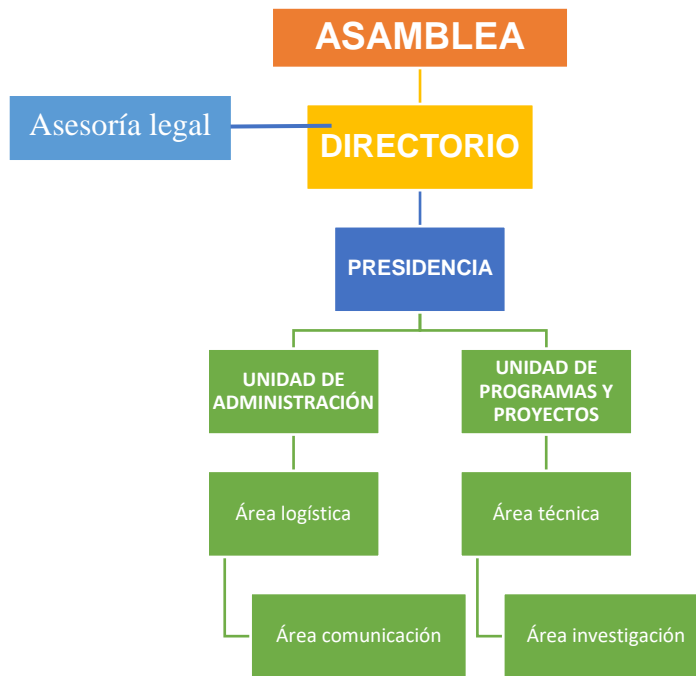 ASAMBLEA
Asesoría legal
DIRECTORIO
PRESIDENCIA
UNIDAD DE
ADMINISTRACIÓN
UNIDAD DE
PROGRAMAS Y
PROYECTOS
Área logística
Área técnica
Área comunicación
Área investigación